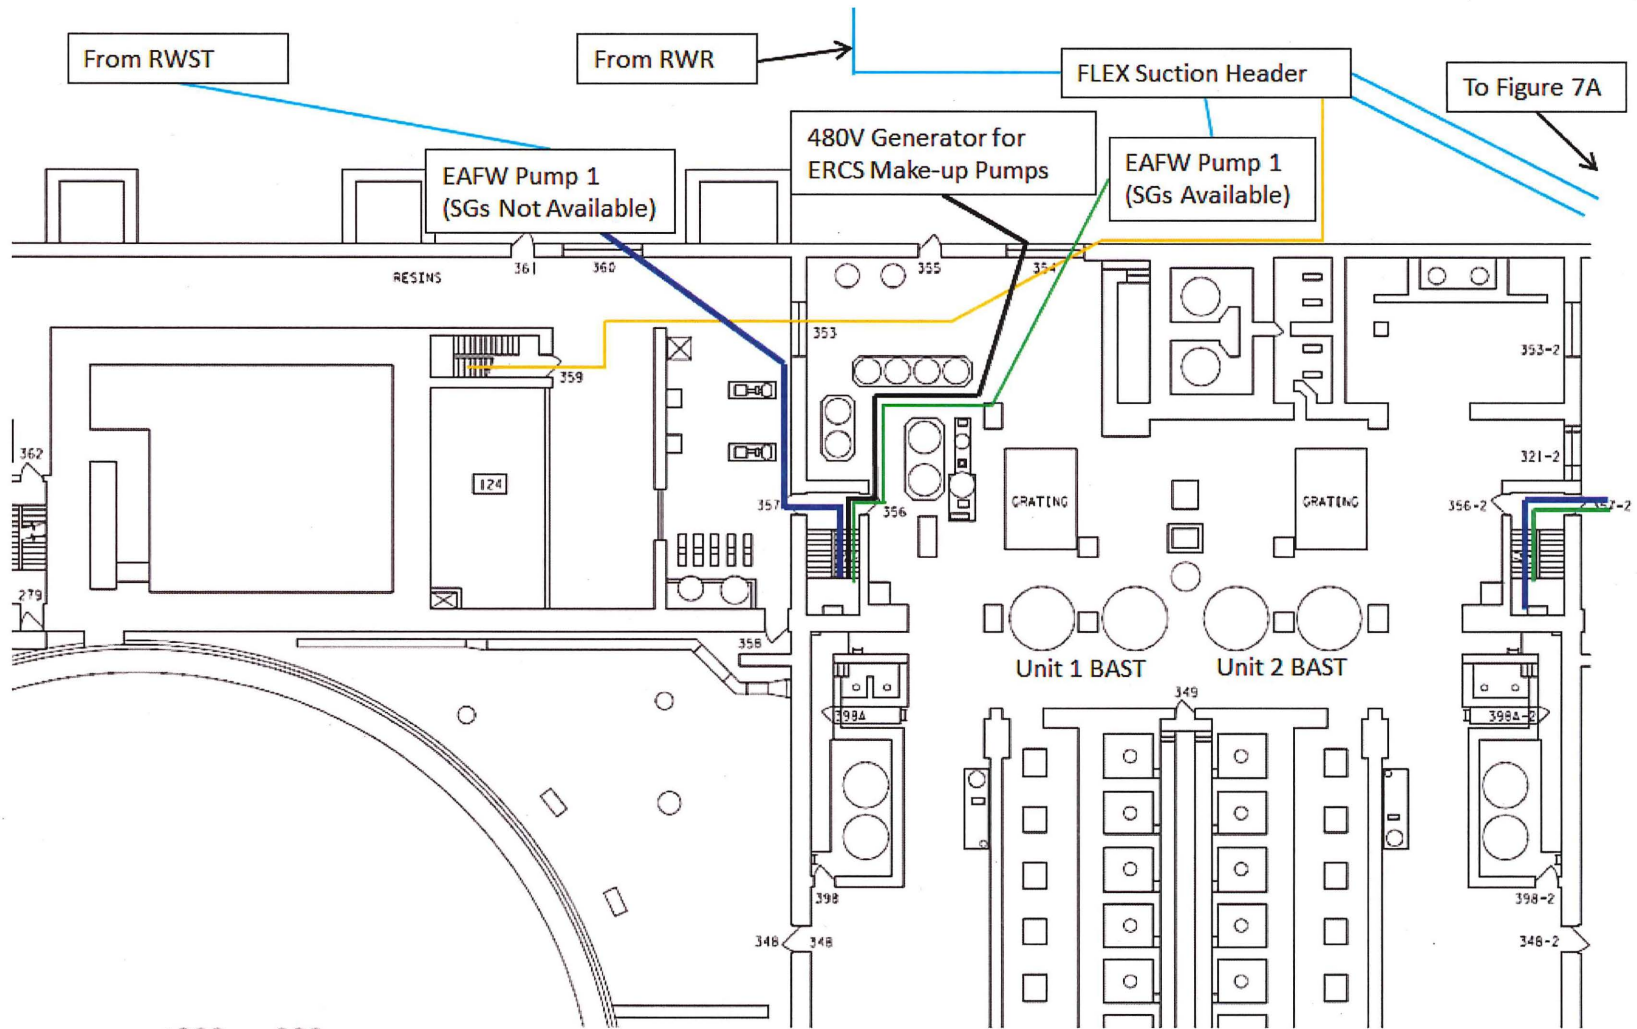 From RWST
From RWR
FLEX Suction Header
To Figure 7A
EAFW Pump 1
(SGs Not Available)
480V Generator for
ERCS Make-up Pumps
EAFW Pump 1
(SGs Available)
361
360
355
354
RESINS
353
353-2
359
362
124
321-2
357
356
GRATING
GRATING
356-2
357-2
279
358
Unit 1 BAST
Unit 2 BAST
349
398A
398A-2
398
398-2
348
348
348-2